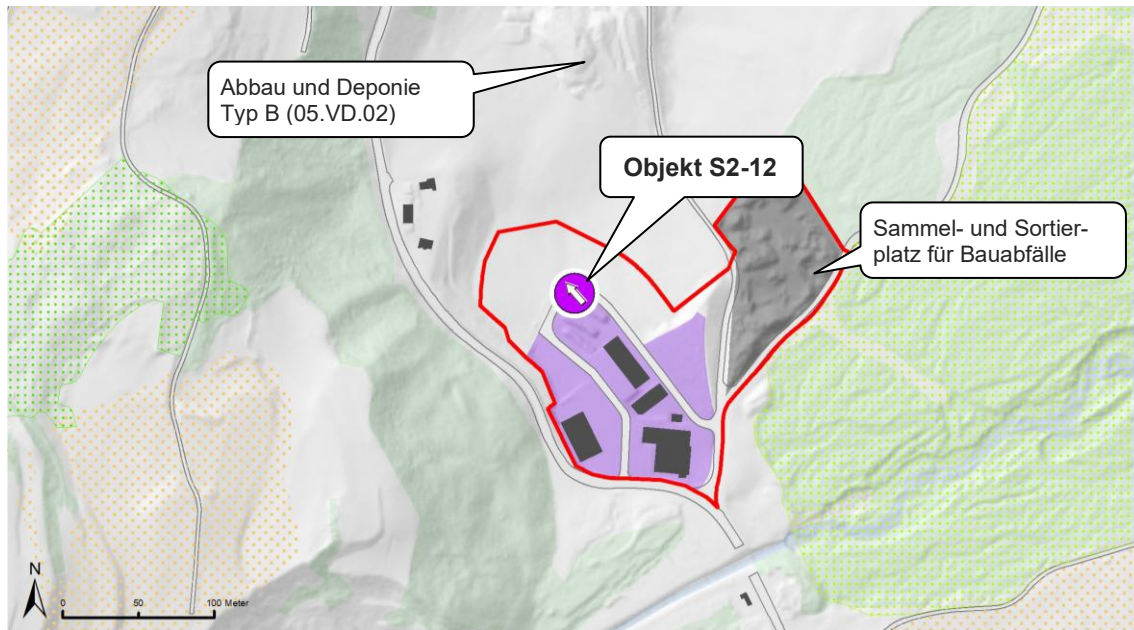 Abbau und Deponie
Typ B (05.VD.02)
Objekt S2-12
Sammel- und Sortier-
platz für Bauabfälle
N
0 50 100 Meter